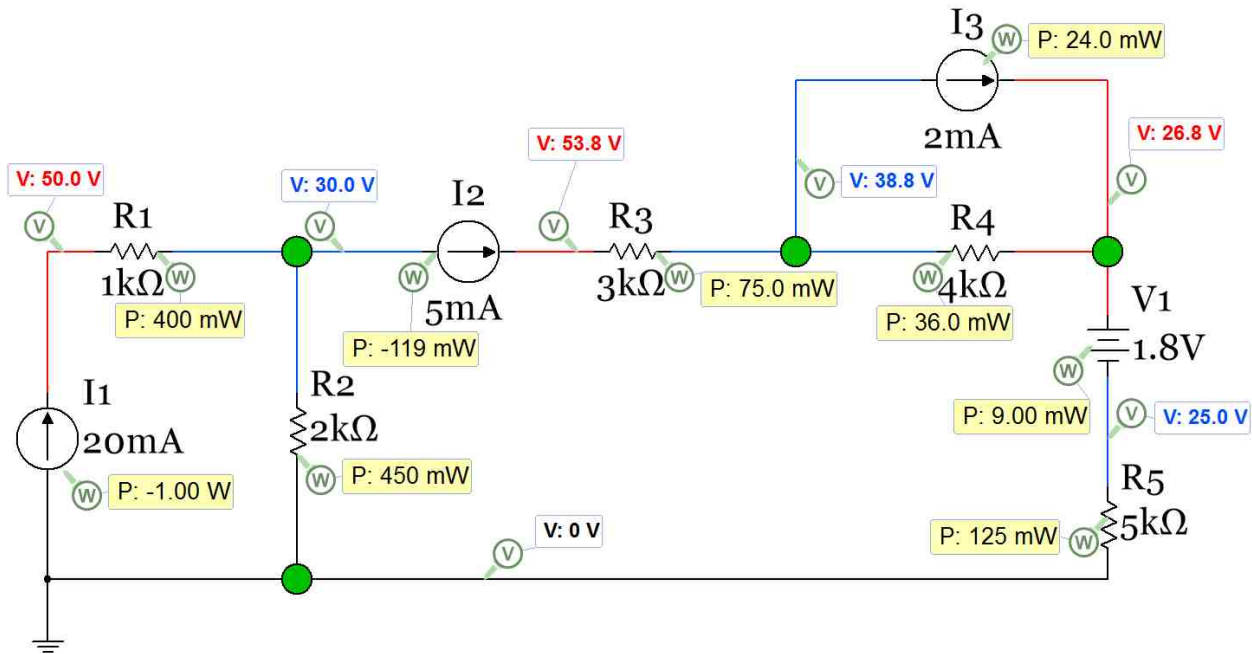 I3
P: 24.0 mW
2mA
V: 50.0 V
V: 30.0 V
V: 53.8 V
V: 38.8 V
V: 26.8 V
R1
I2
R3
R4
1kΩ
P: 400 mW
5mA
P: -119 mW
3kΩ
P: 75.0 mW
4kΩ
P: 36.0 mW
V1
1.8V
P: 9.00 mW
V: 25.0 V
I1
20mA
P: -1.00 W
R2
2kΩ
P: 450 mW
R5
5kΩ
P: 125 mW
V: 0 V
V
V
V
V
V
V
V
W
W
W
W
W
W
W
W
W